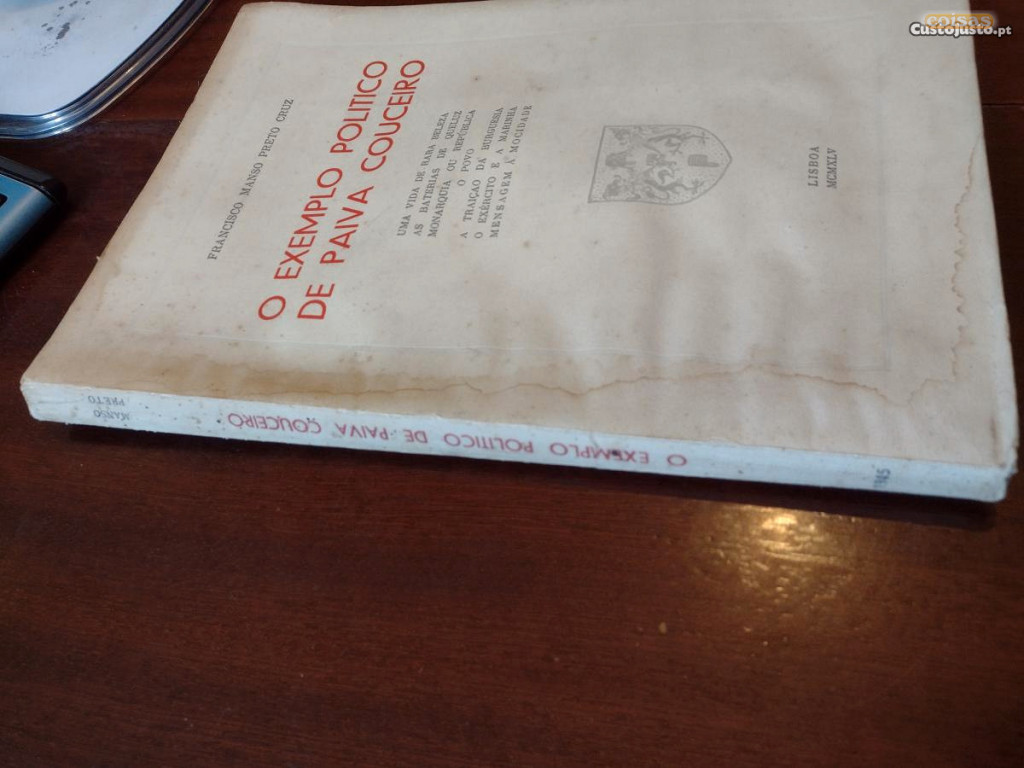 FRANCISCO MANSO PRETO CRUZ
O EXEMPLO POLITICO
DE PAIVA COUCEIRO
UMA VIDA DE RARA BELEZA
AS BATERIAS DE QUELUZ
MONARQUIA OU REPÚBLICA
O POVO
A TRAIÇÃO DA BURGUESIA
O EXÉRCITO E A MARINHA
MENSAGEM À MOCIDADE
LISBOA
MCMXLV
MANSO
PRETO
O EXEMPLO POLITICO DE PAIVA COUCEIRO
1945
coisas
Custojusto.pt